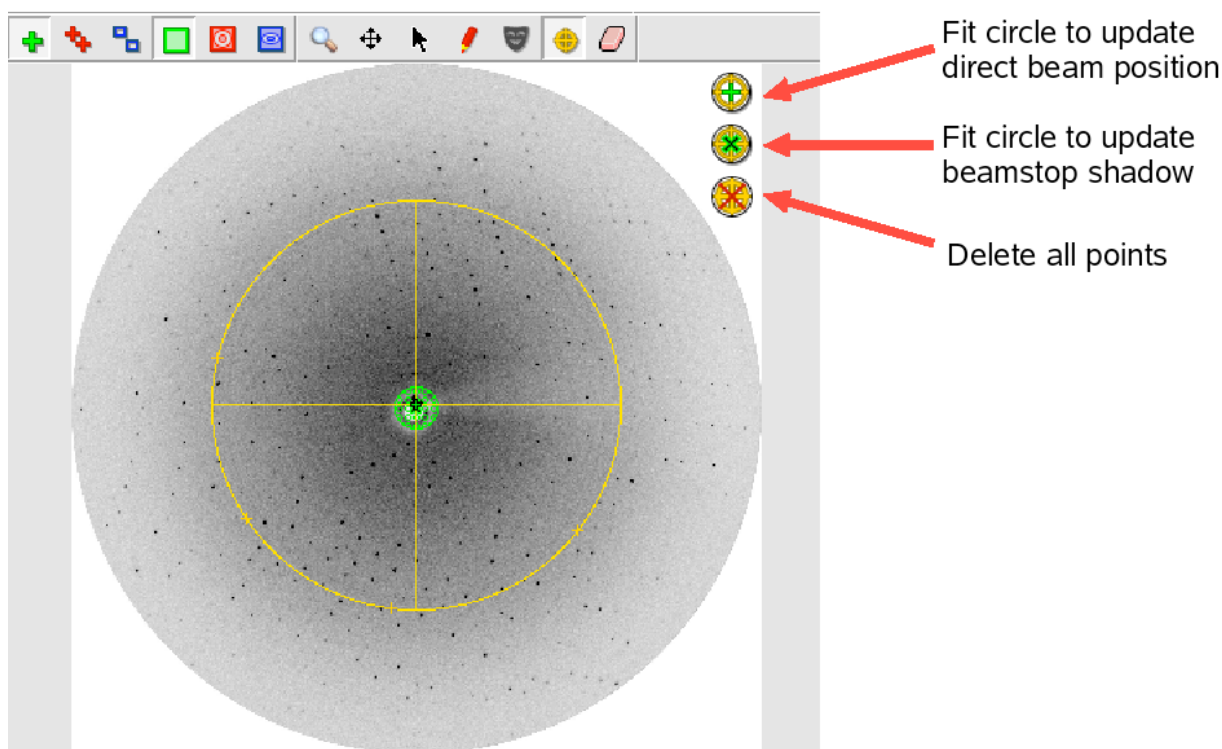 Fit circle to update
direct beam position
Fit circle to update
beamstop shadow
Delete all points